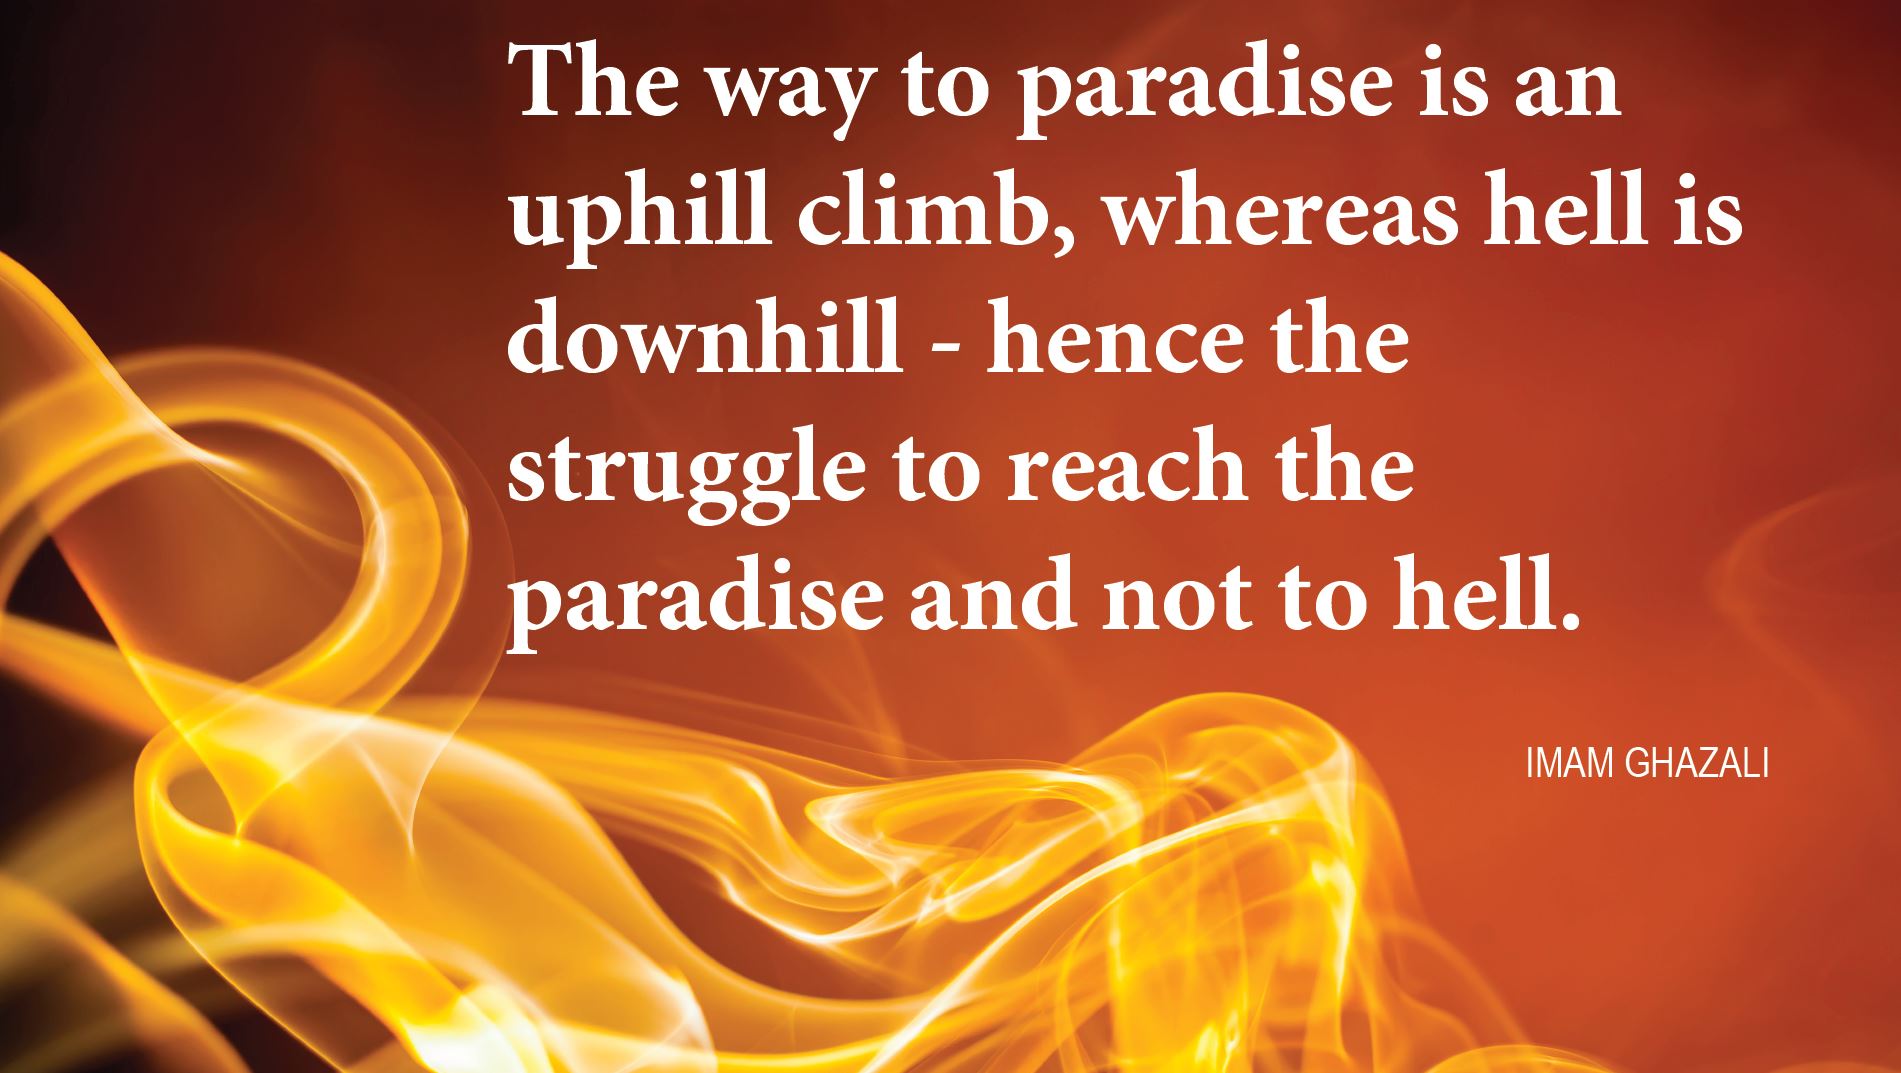 The way to paradise is an
uphill climb, whereas hell is
downhill - hence the
struggle to reach the
paradise and not to hell.
IMAM GHAZALI